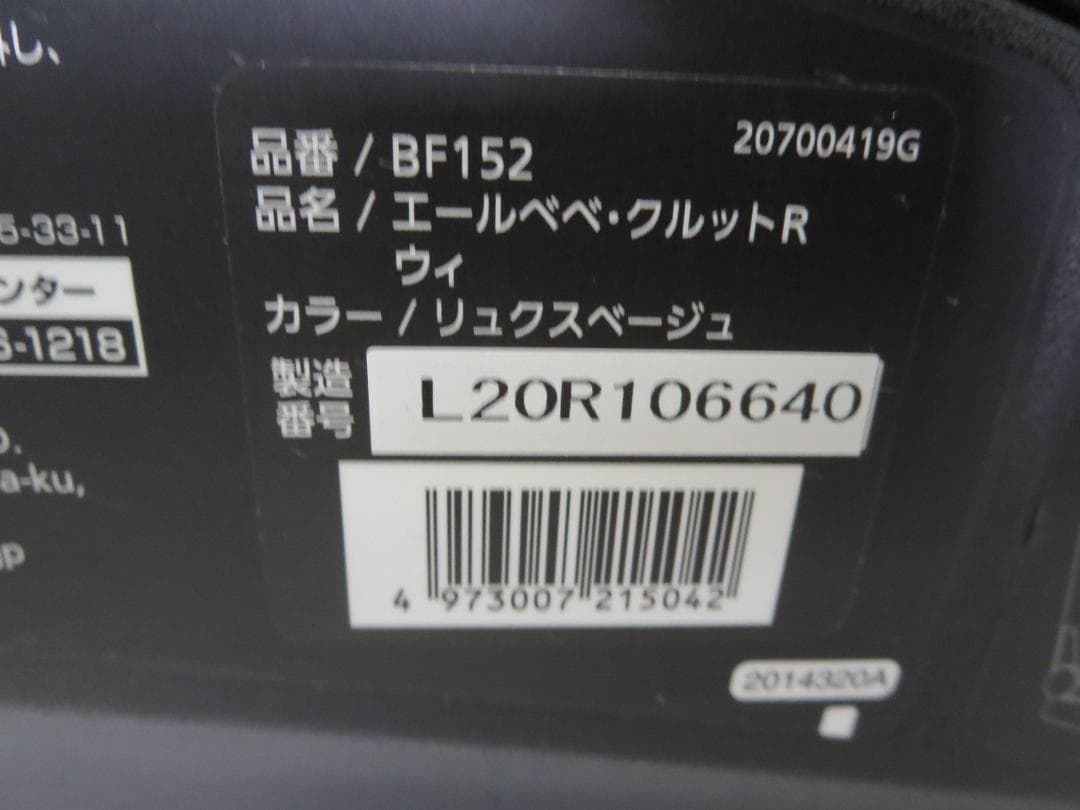 外し、
5-33-11
ンター
6-1218
a-ku,
品番 / BF152
20700419G
品名 / エールベベ・クルットR
ウィ
カラー / リュクスベージュ
製造
番号
L20R106640
4 973007 215042
2014320A